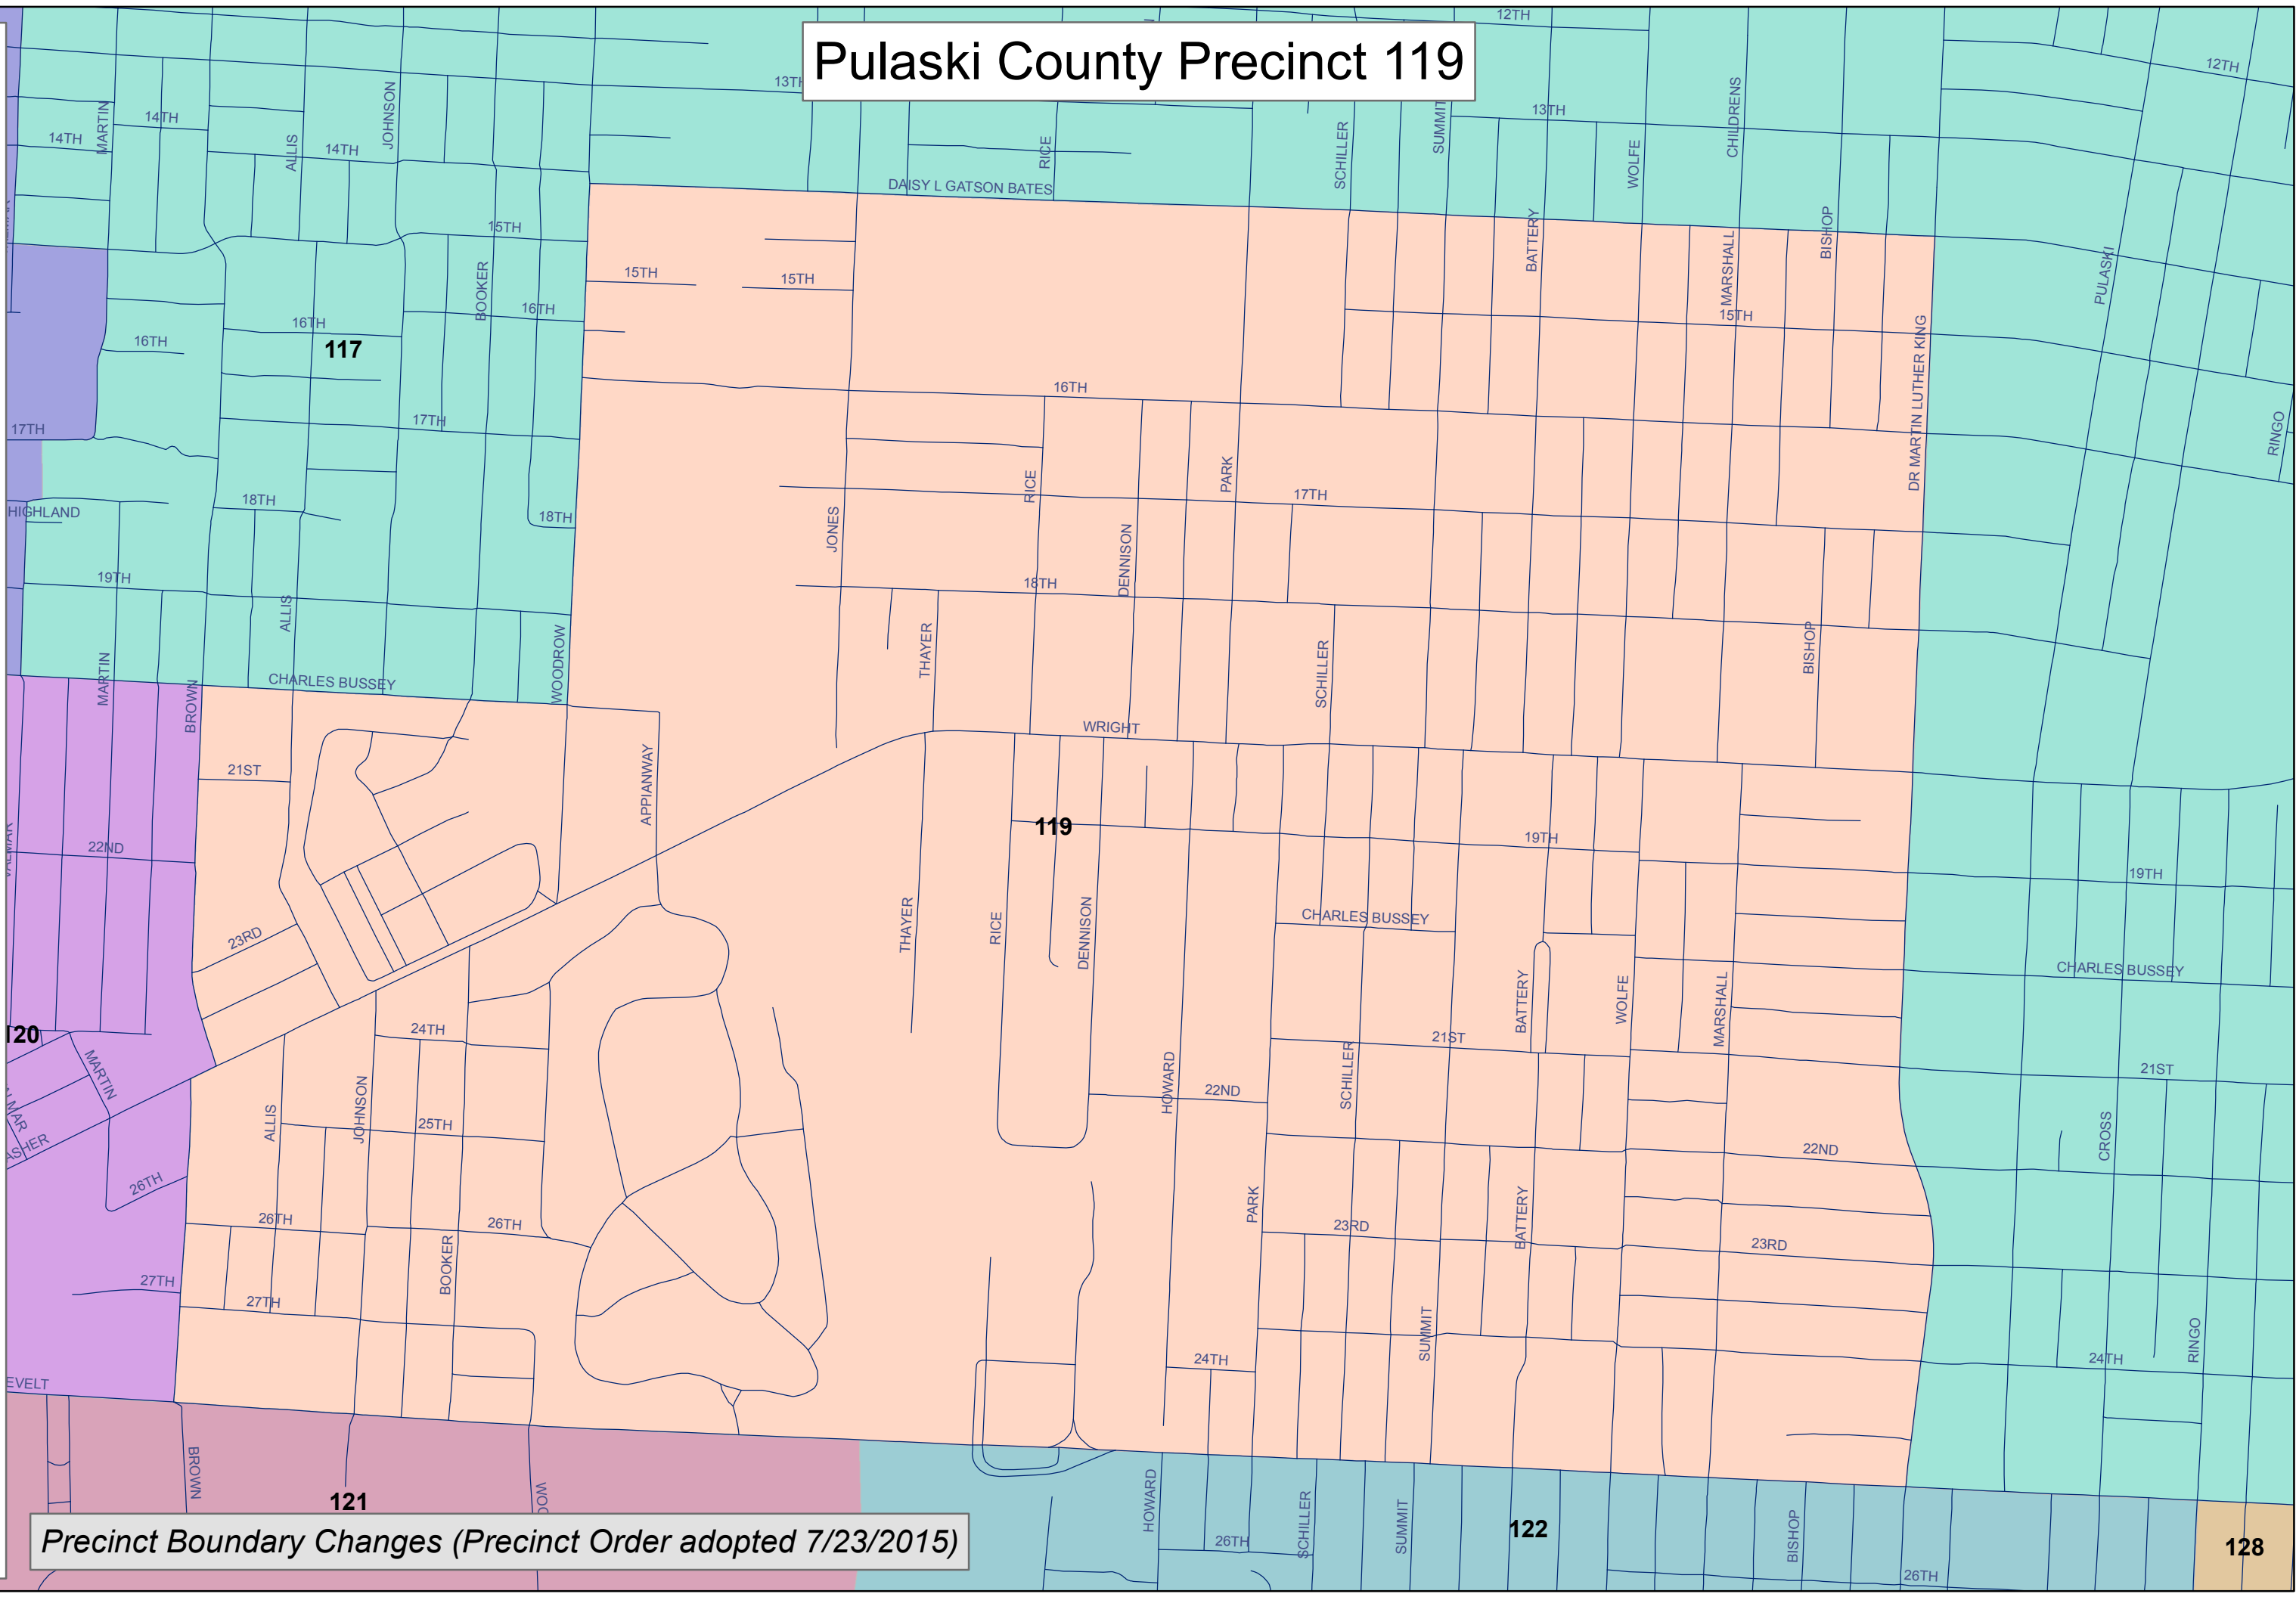 12TH
Pulaski County Precinct 119
12TH
13TH
13TH
MARTIN
14TH
14TH
ALLIS
JOHNSON
14TH
RICE
SCHILLER
SUMMIT
WOLFE
CHILDRENS
DAISY L GATSON BATES
15TH
BATTERY
BISHOP
BOOKER
15TH
15TH
MARSHALL
15TH
PULASKI
16TH
16TH
16TH
117
DR MARTIN LUTHER KING
16TH
17TH
17TH
RINGO
RICE
PARK
17TH
HIGHLAND
18TH
18TH
JONES
DENNISON
19TH
18TH
ALLIS
WOODROW
THAYER
SCHILLER
BISHOP
MARTIN
BROWN
CHARLES BUSSEY
WRIGHT
21ST
APPIANWAY
119
19TH
22ND
19TH
23RD
THAYER
RICE
DENNISON
CHARLES BUSSEY
CHARLES BUSSEY
BATTERY
WOLFE
MARSHALL
120
24TH
21ST
MARTIN
HOWARD
SCHILLER
21ST
22ND
ALLIS
JOHNSON
25TH
CROSS
ASHER
22ND
26TH
PARK
BATTERY
26TH
26TH
23RD
23RD
BOOKER
27TH
27TH
SUMMIT
RINGO
24TH
24TH
EVELT
BROWN
121
WOO
HOWARD
SCHILLER
SUMMIT
122
BISHOP
128
Precinct Boundary Changes (Precinct Order adopted 7/23/2015)
26TH
26TH